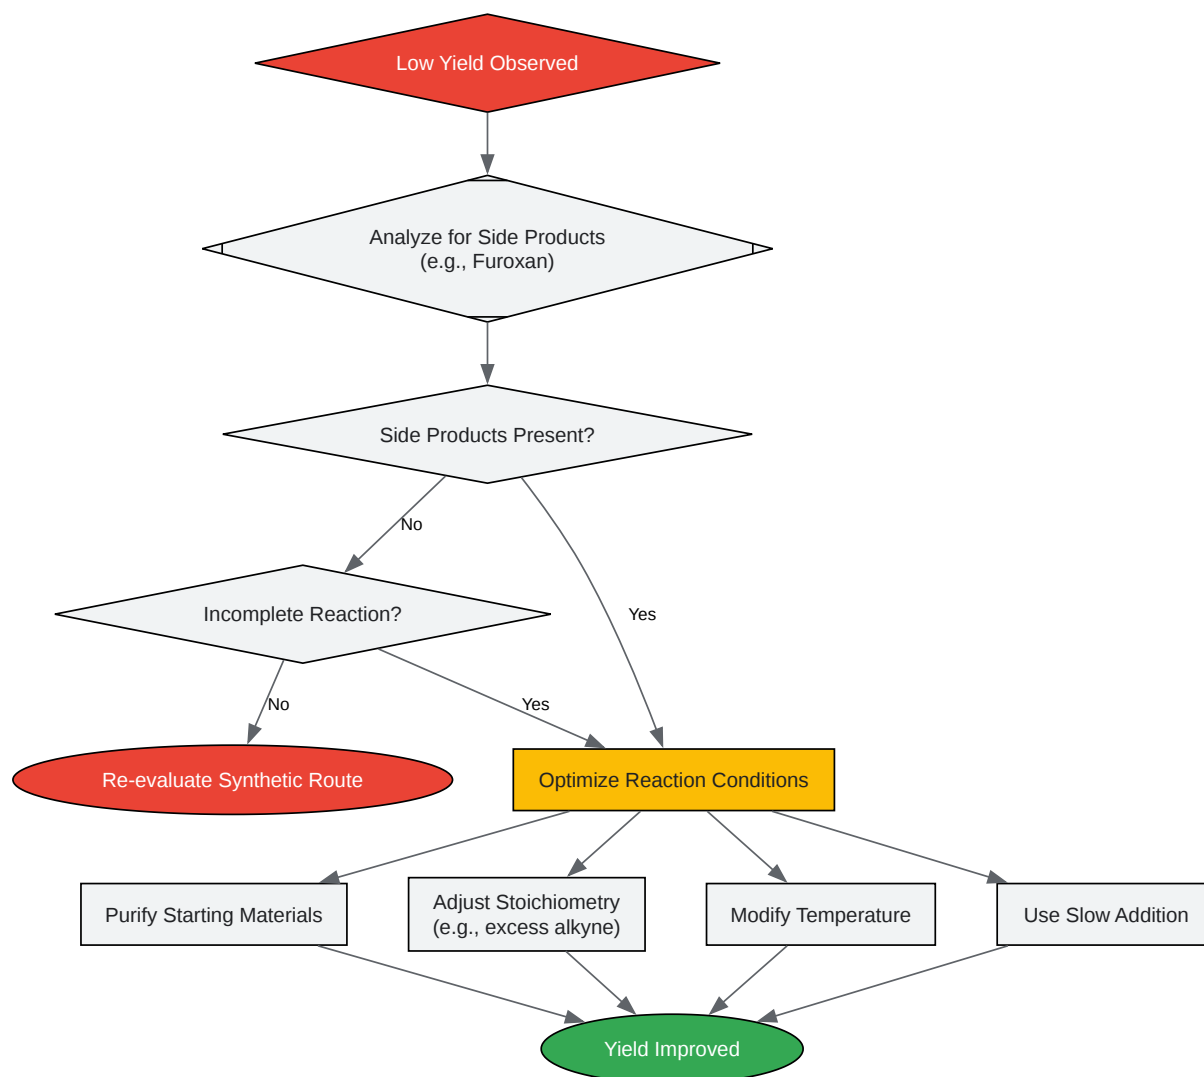 Low Yield Observed
Analyze for Side Products
(e.g., Furoxan)
Side Products Present?
No
Incomplete Reaction?
Yes
No
Yes
Re-evaluate Synthetic Route
Optimize Reaction Conditions
Purify Starting Materials
Adjust Stoichiometry
(e.g., excess alkyne)
Modify Temperature
Use Slow Addition
Yield Improved